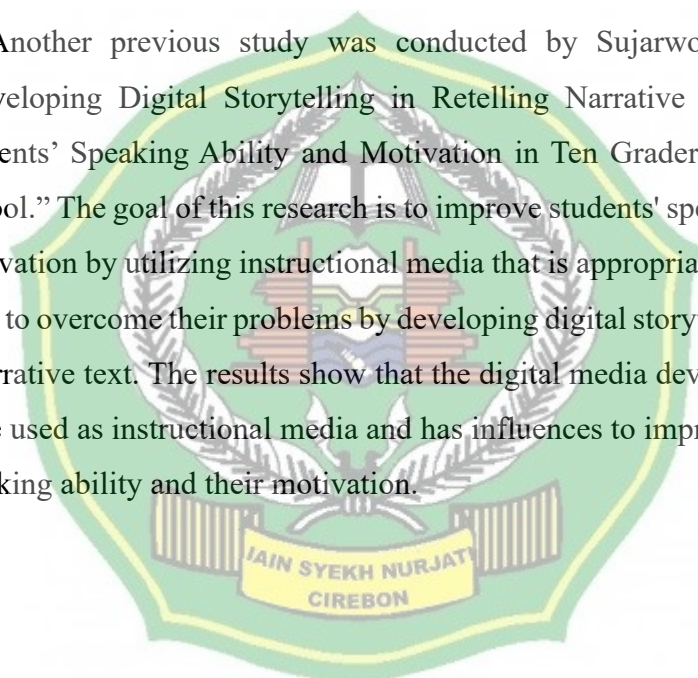 Another previous study was conducted by Sujarwo
veloping Digital Storytelling in Retelling Narrative
ents’ Speaking Ability and Motivation in Ten Grader
ool.” The goal of this research is to improve students' spe
vation by utilizing instructional media that is appropria
to overcome their problems by developing digital story
rrative text. The results show that the digital media dev
e used as instructional media and has influences to impr
king ability and their motivation.
IAIN SYEKH NURJATI
CIREBON